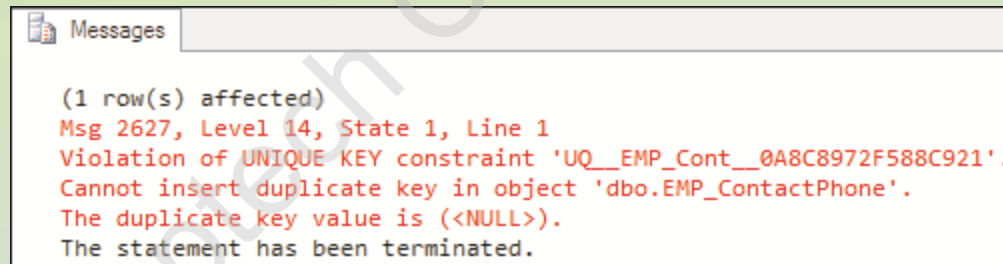 Messages
(1 row(s) affected)
Msg 2627, Level 14, State 1, Line 1
Violation of UNIQUE KEY constraint 'UQ__EMP_Cont__0A8C8972F588C921'.
Cannot insert duplicate key in object 'dbo.EMP_ContactPhone'.
The duplicate key value is (<NULL>).
The statement has been terminated.